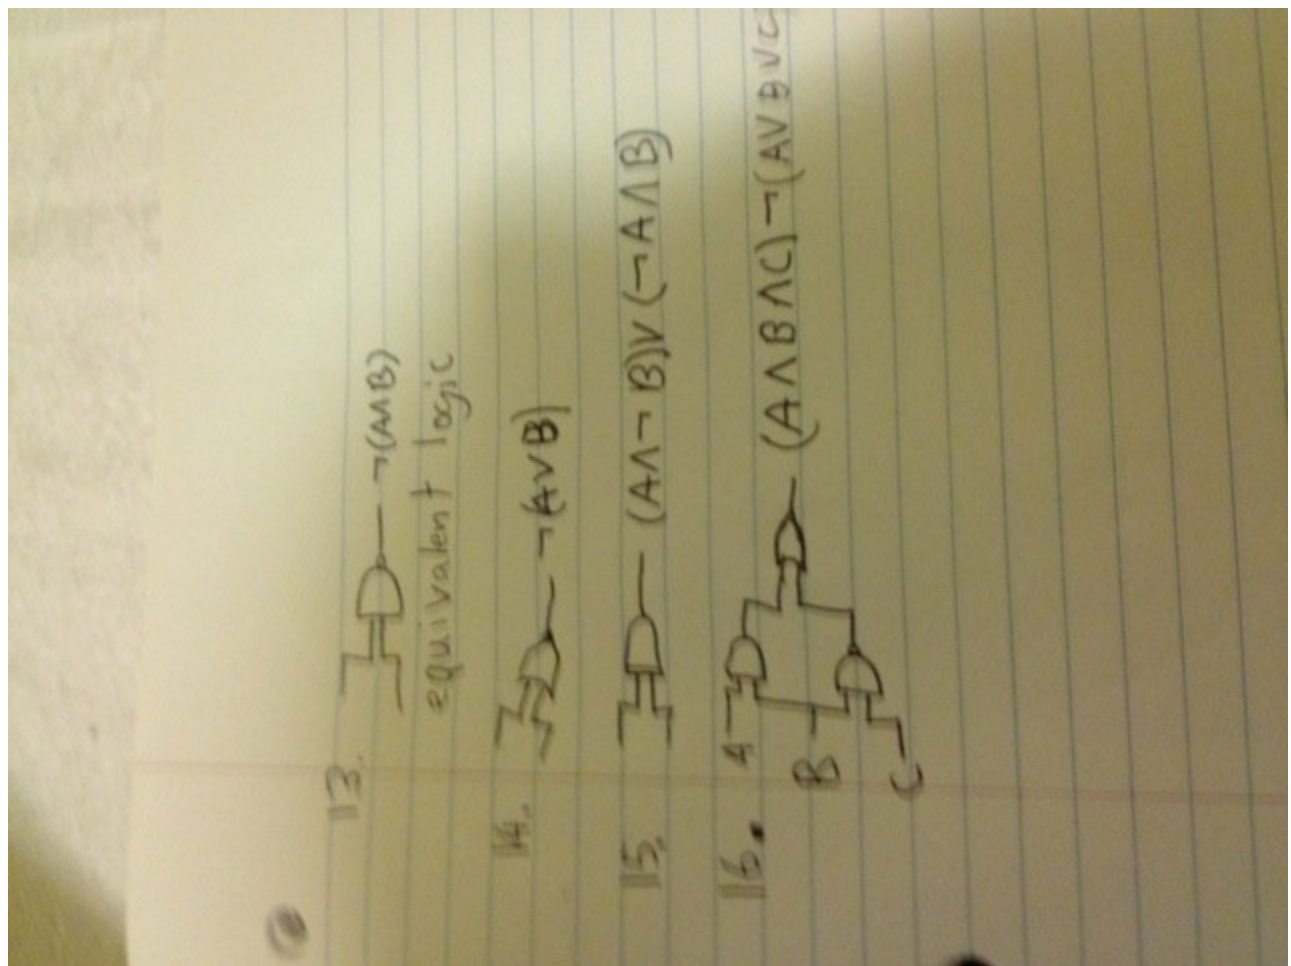 13. ¬(A∧B)
equivalent logic
14. ¬(A∨B)
15. (A∧¬B)∨(¬A∧B)
16. A B C (A∧B∧C)¬(A∨B∨C